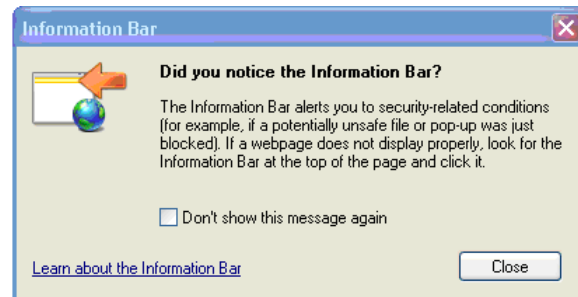 Information Bar
Did you notice the Information Bar?
The Information Bar alerts you to security-related conditions
(for example, if a potentially unsafe file or pop-up was just
blocked). If a webpage does not display properly, look for the
Information Bar at the top of the page and click it.
Don't show this message again
Learn about the Information Bar
Close